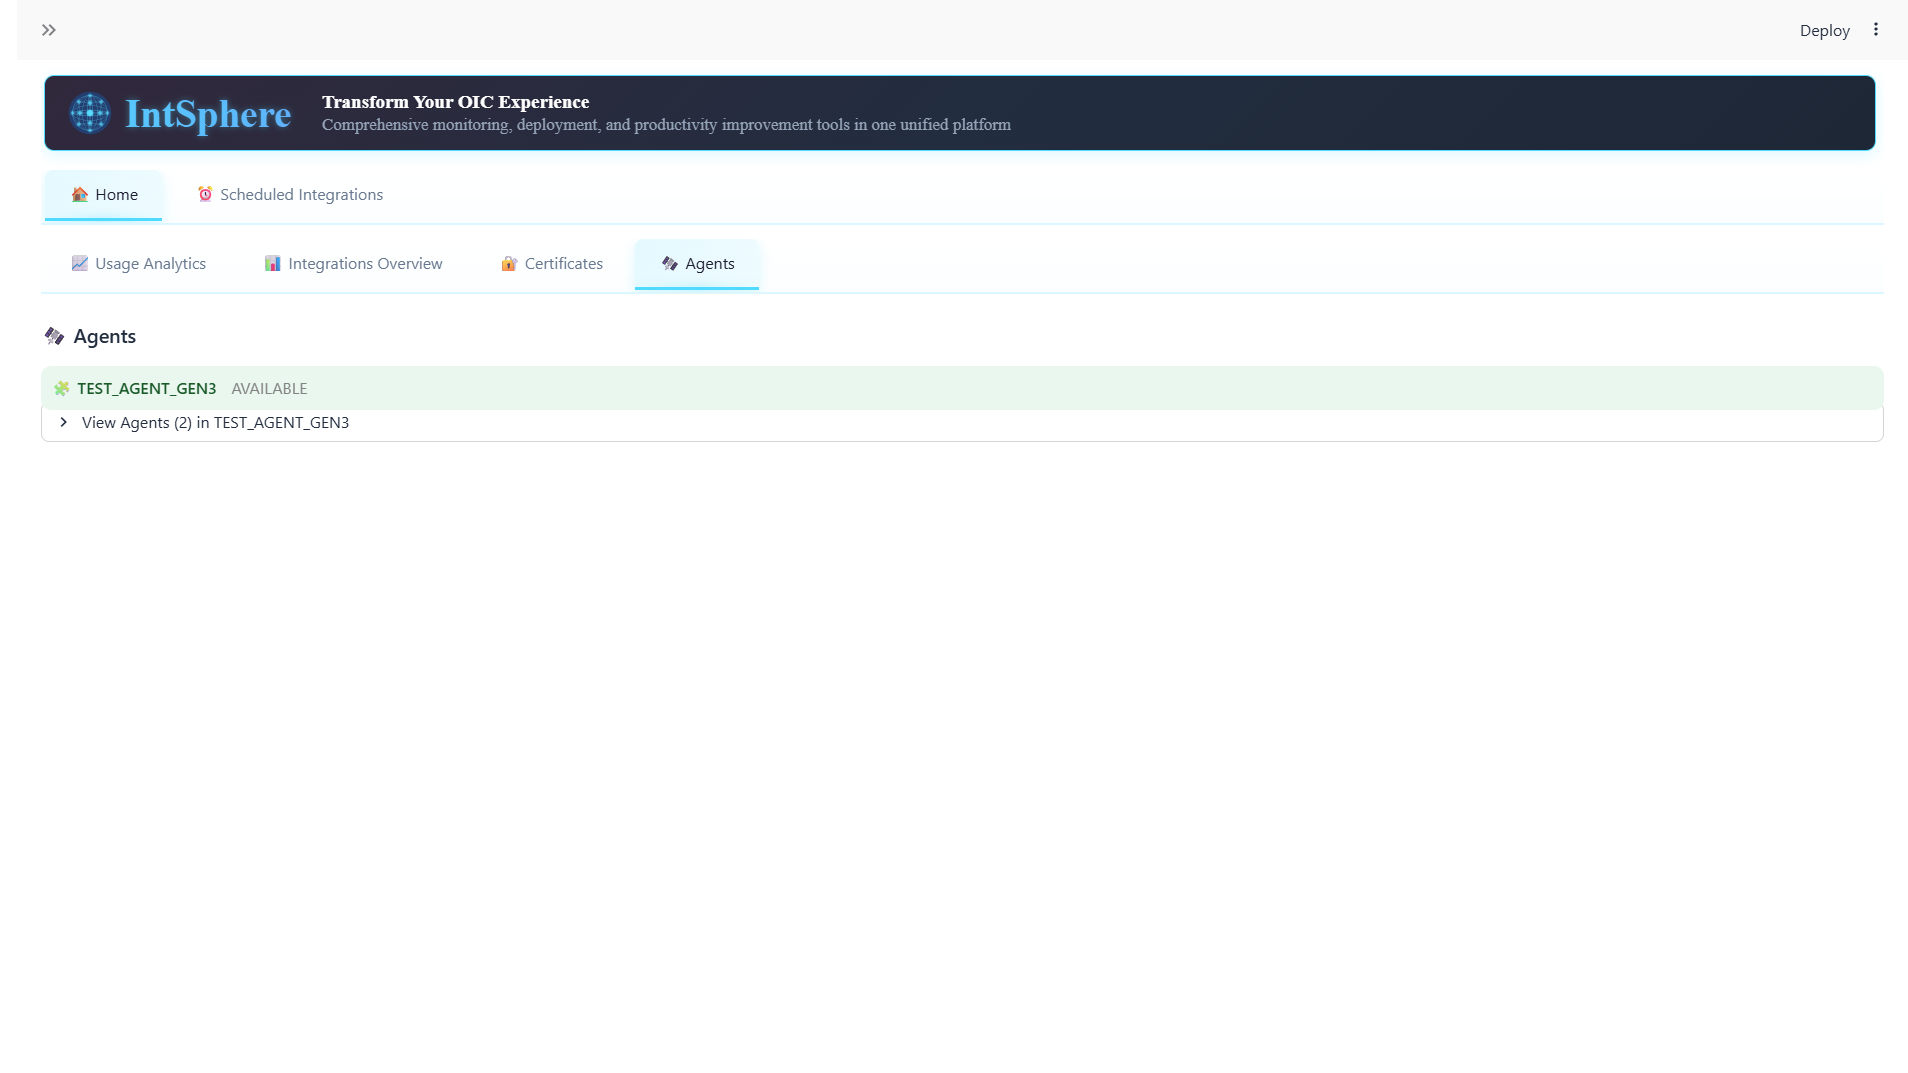 Deploy
IntSphere
Transform Your OIC Experience
Comprehensive monitoring, deployment, and productivity improvement tools in one unified platform
Home
Scheduled Integrations
Usage Analytics
Integrations Overview
Certificates
Agents
Agents
TEST_AGENT_GEN3 AVAILABLE
View Agents (2) in TEST_AGENT_GEN3